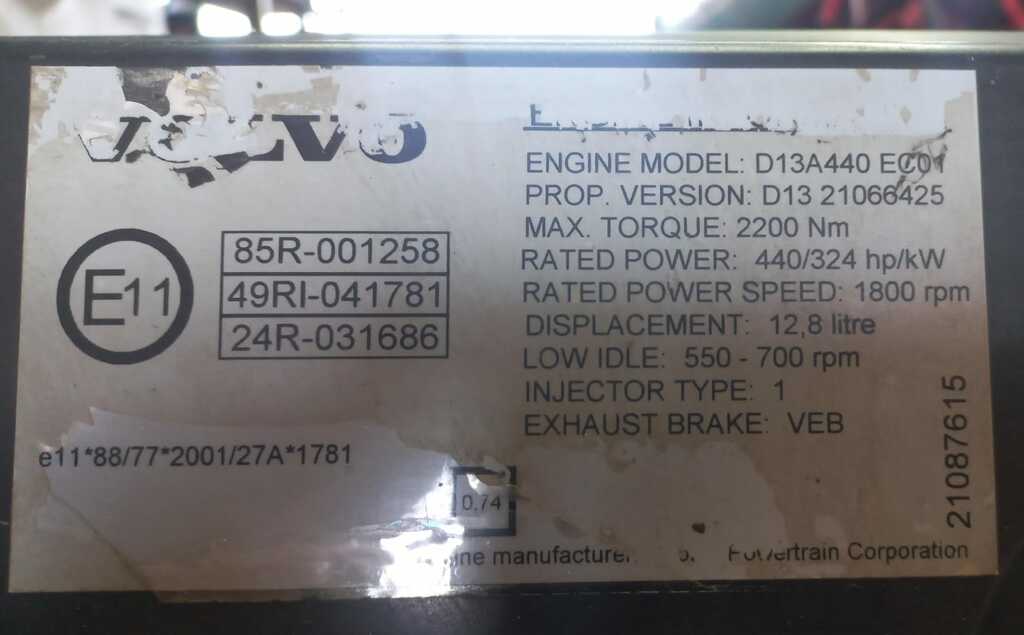 VOLVO
ENGINE MODEL: D13A440 EC01
PROP. VERSION: D13 21066425
MAX. TORQUE: 2200 Nm
RATED POWER: 440/324 hp/kW
RATED POWER SPEED: 1800 rpm
DISPLACEMENT: 12,8 litre
LOW IDLE: 550 - 700 rpm
INJECTOR TYPE: 1
EXHAUST BRAKE: VEB
E11
85R-001258
49RI-041781
24R-031686
e11*88/77*2001/27A*1781
0.74
21087615
manufacturer Powertrain Corporation